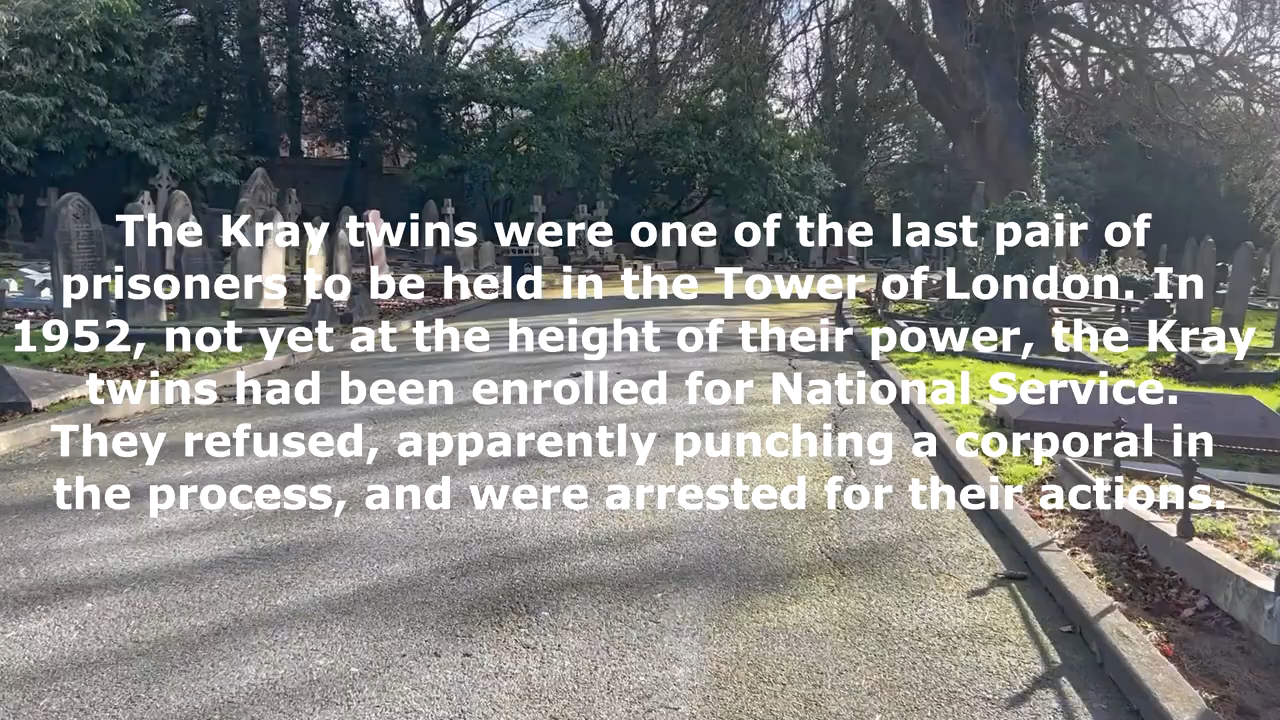 The Kray twins were one of the last pair of
prisoners to be held in the Tower of London. In
1952, not yet at the height of their power, the Kray
twins had been enrolled for National Service.
They refused, apparently punching a corporal in
the process, and were arrested for their actions.